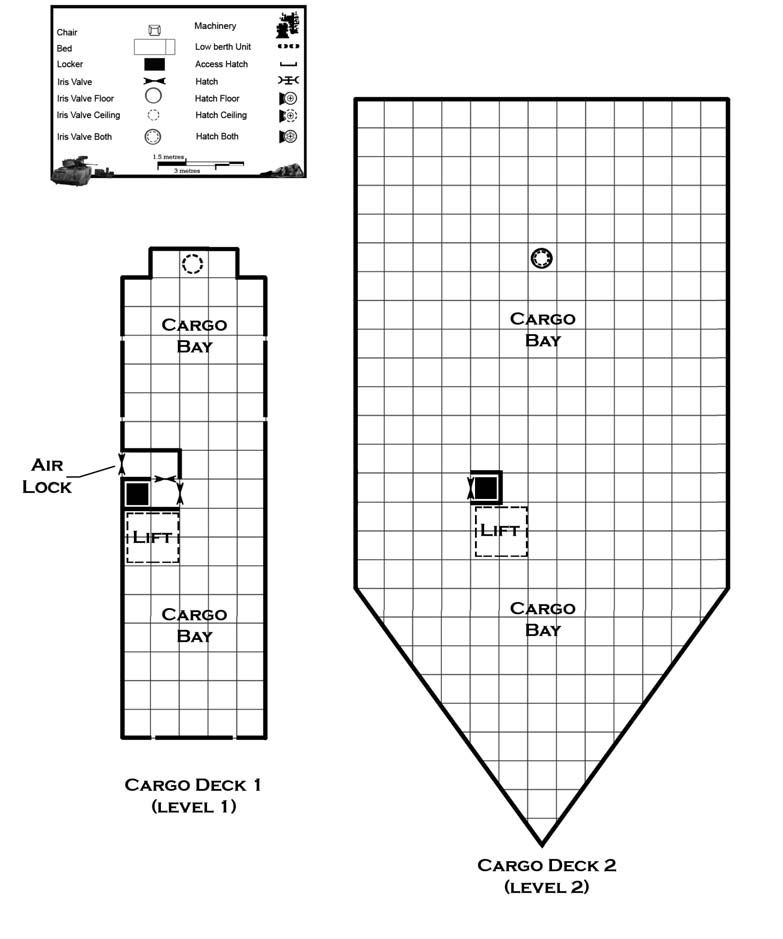 Chair
Machinery
Bed
Low berth Unit
Locker
Access Hatch
Iris Valve
Hatch
Iris Valve Floor
Hatch Floor
Iris Valve Ceiling
Hatch Ceiling
Iris Valve Both
Hatch Both
1.5 metres
3 metres
CARGO
BAY
AIR
LOCK
LIFT
CARGO
BAY
CARGO DECK 1
(LEVEL 1)
CARGO
BAY
LIFT
CARGO
BAY
CARGO DECK 2
(LEVEL 2)